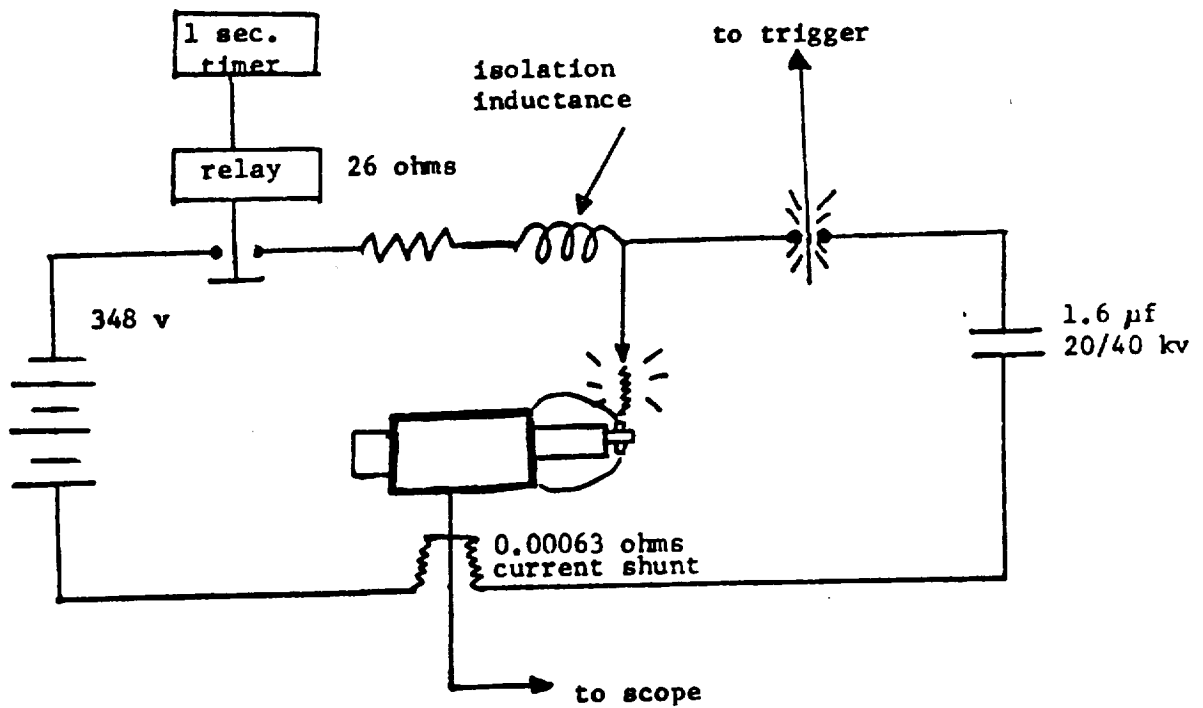 1 sec.
timer
relay
26 ohms
isolation
inductance
to trigger
348 v
1.6 μf
20/40 kv
0.00063 ohms
current shunt
to scope